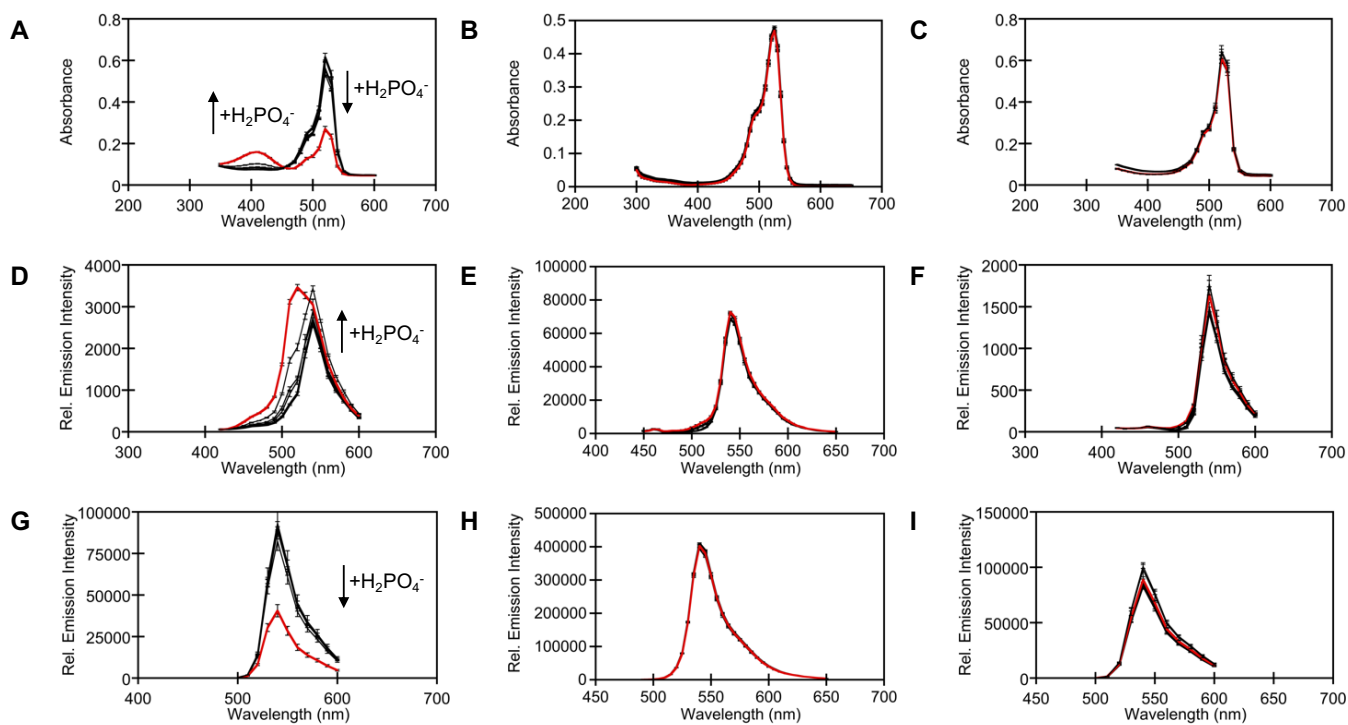 A
0.8
0.6
0.4
0.2
0
Absorbance
+H₂PO₄⁻
+H₂PO₄⁻
200 300 400 500 600 700
Wavelength (nm)
B
0.5
0.4
0.3
0.2
0.1
0
Absorbance
200 300 400 500 600 700
Wavelength (nm)
C
0.8
0.6
0.4
0.2
0
Absorbance
200 300 400 500 600 700
Wavelength (nm)
D
4000
3000
2000
1000
0
Rel. Emission Intensity
+H₂PO₄⁻
300 400 500 600 700
Wavelength (nm)
E
100000
80000
60000
40000
20000
0
Rel. Emission Intensity
400 450 500 550 600 650 700
Wavelength (nm)
F
2000
1500
1000
500
0
Rel. Emission Intensity
300 400 500 600 700
Wavelength (nm)
G
100000
75000
50000
25000
0
Rel. Emission Intensity
+H₂PO₄⁻
400 500 600 700
Wavelength (nm)
H
500000
400000
300000
200000
100000
0
Rel. Emission Intensity
450 500 550 600 650 700
Wavelength (nm)
I
150000
100000
50000
0
Rel. Emission Intensity
450 500 550 600 650 700
Wavelength (nm)